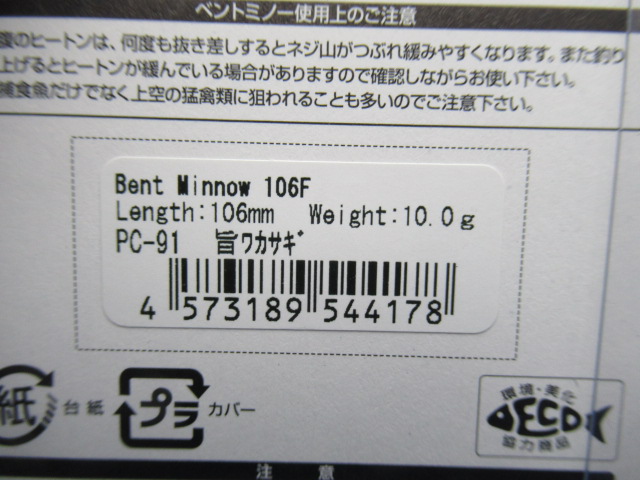 ベントミノー使用上のご注意
腹のヒートンは、何度も抜き差しするとネジ山がつぶれ緩みやすくなります。また釣り
上げるとヒートンが緩んでいる場合がありますので確認しながらお使い下さい。
捕食魚だけでなく上空の猛禽類に狙われることも多いのでご注意下さい。
Bent Minnow 106F
Length:106mm Weight:10.0g
PC-91 旨ワカサギ
4 573189 544178
紙 台紙 プラ カバー
環境・美化
DECO
協力商品
注意